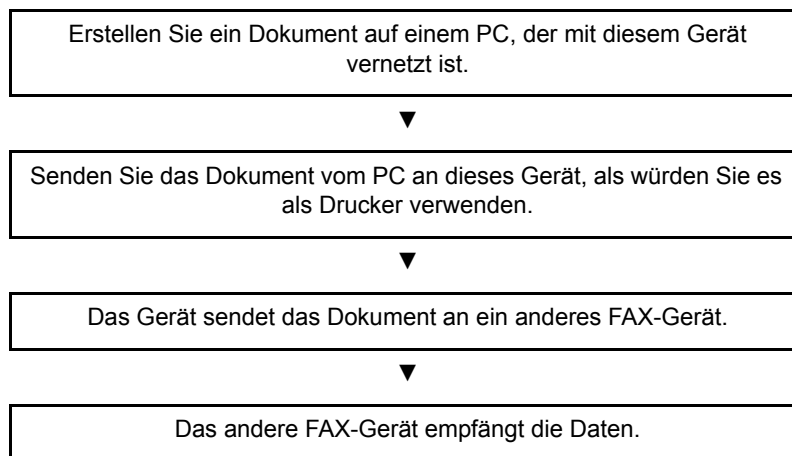 Erstellen Sie ein Dokument auf einem PC, der mit diesem Gerät
vernetzt ist.
▼
Senden Sie das Dokument vom PC an dieses Gerät, als würden Sie es
als Drucker verwenden.
▼
Das Gerät sendet das Dokument an ein anderes FAX-Gerät.
▼
Das andere FAX-Gerät empfängt die Daten.